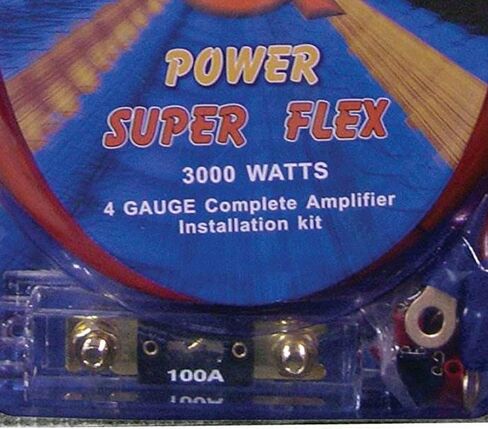 POWER
SUPER FLEX
3000 WATTS
4 GAUGE Complete Amplifier
Installation kit
100A